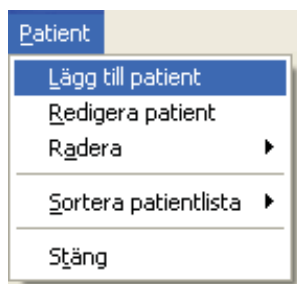 Patient
Lägg till patient
Redigera patient
Radera
Sortera patientlista
Stäng